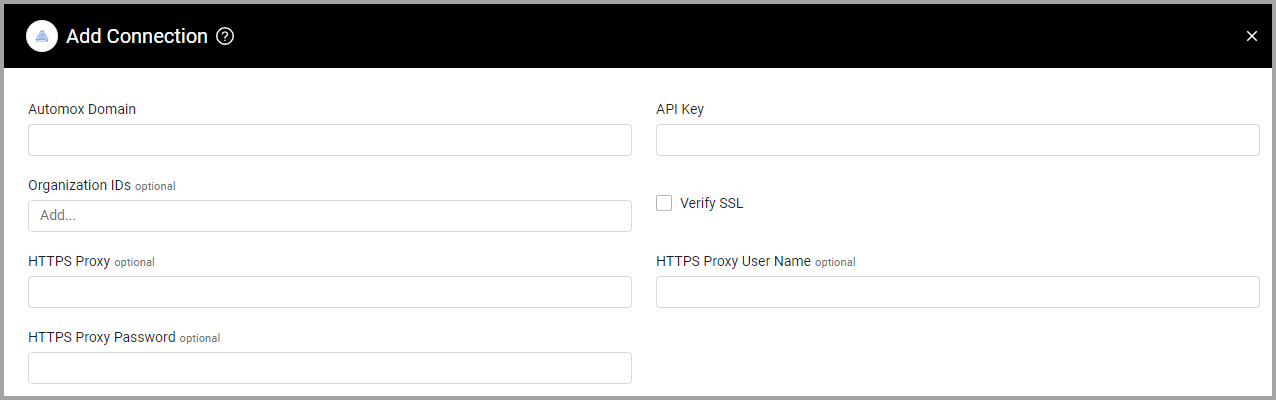 Add Connection ?
Automox Domain
API Key
Organization IDs optional
Add...
Verify SSL
HTTPS Proxy optional
HTTPS Proxy User Name optional
HTTPS Proxy Password optional